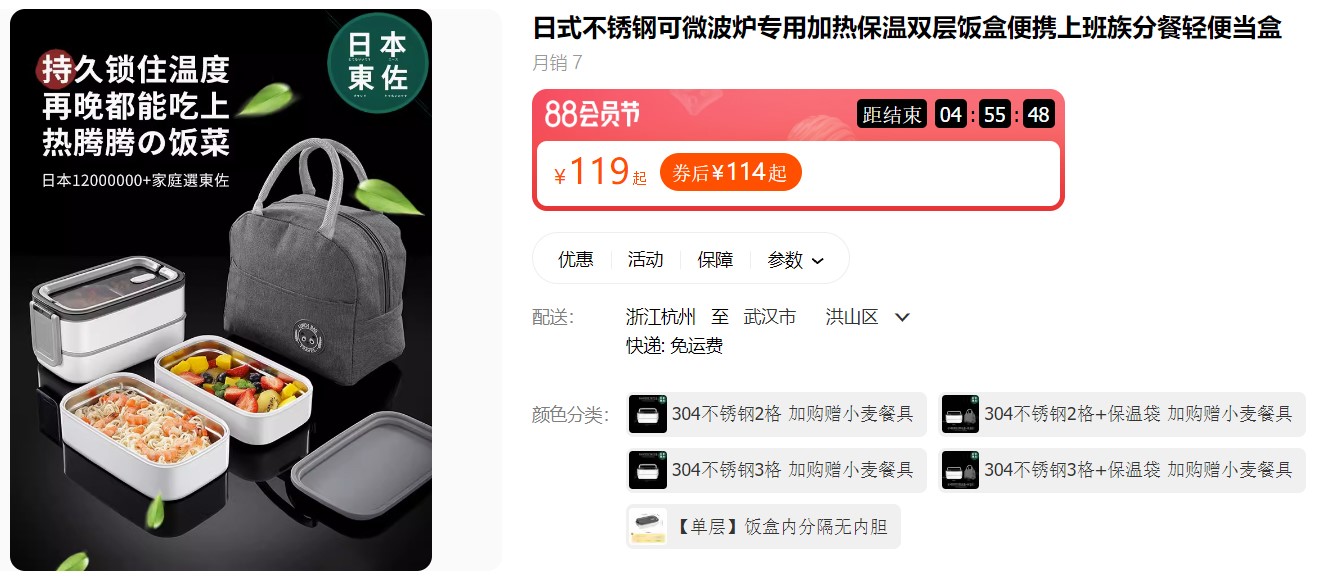 持久锁住温度
再晚都能吃上
热腾腾の饭菜
日本12000000+家庭選東佐
日本
東佐
日式不锈钢可微波炉专用加热保温双层饭盒便携上班族分餐轻便当盒
月销 7
88会员节
距结束 04 : 55 : 48
¥119起 券后¥114起
优惠 活动 保障 参数
配送: 浙江杭州 至 武汉市 洪山区
快递: 免运费
颜色分类: 304不锈钢2格 加购赠小麦餐具 304不锈钢2格+保温袋 加购赠小麦餐具
304不锈钢3格 加购赠小麦餐具 304不锈钢3格+保温袋 加购赠小麦餐具
【单层】饭盒内分隔无内胆